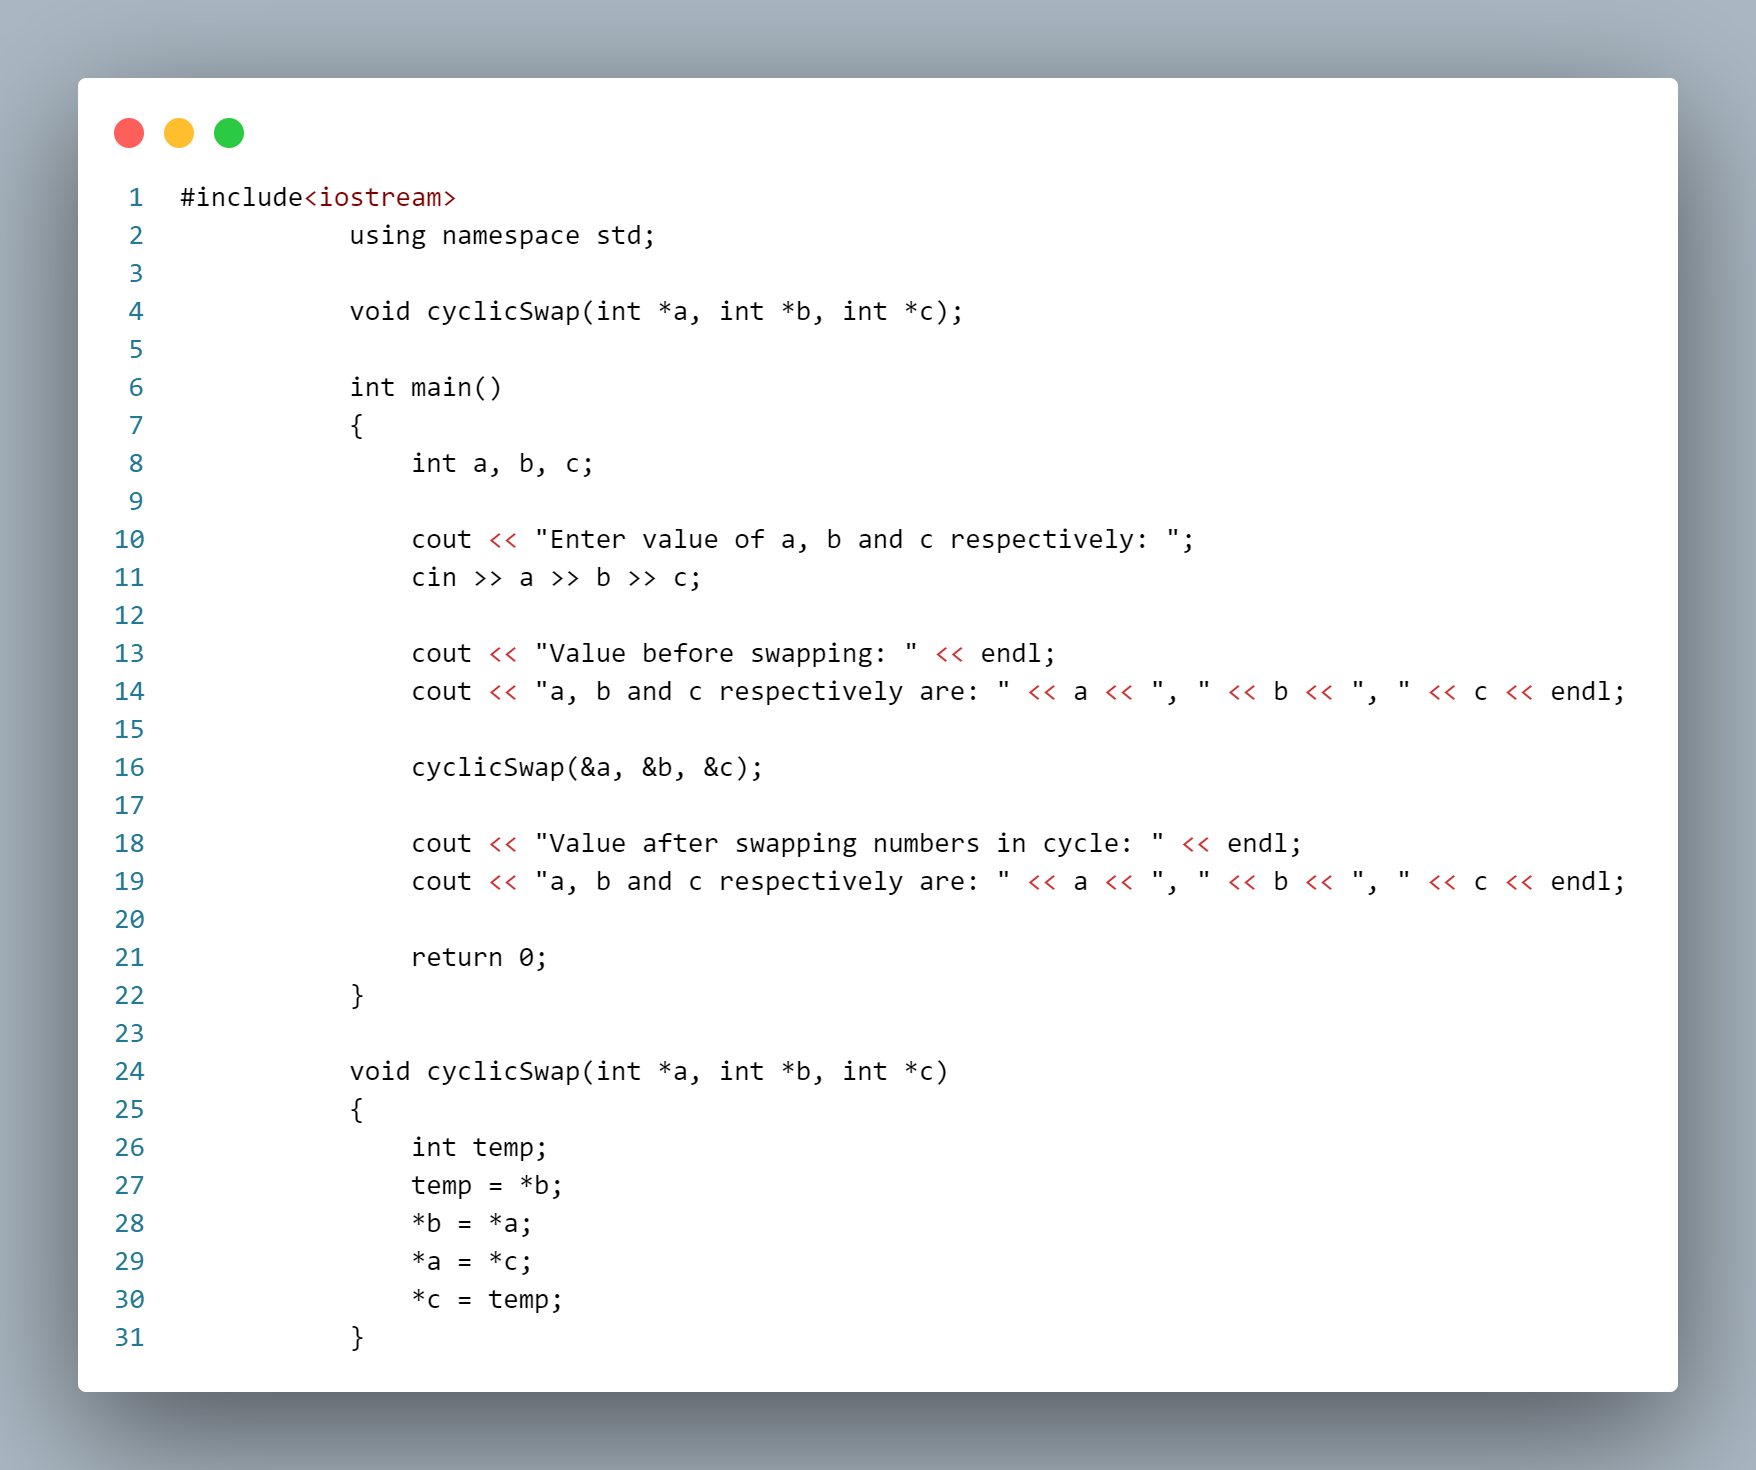 1 #include<iostream>
2 using namespace std;
3
4 void cyclicSwap(int *a, int *b, int *c);
5
6 int main()
7 {
8 int a, b, c;
9
10 cout << "Enter value of a, b and c respectively: ";
11 cin >> a >> b >> c;
12
13 cout << "Value before swapping: " << endl;
14 cout << "a, b and c respectively are: " << a << ", " << b << ", " << c << endl;
15
16 cyclicSwap(&a, &b, &c);
17
18 cout << "Value after swapping numbers in cycle: " << endl;
19 cout << "a, b and c respectively are: " << a << ", " << b << ", " << c << endl;
20
21 return 0;
22 }
23
24 void cyclicSwap(int *a, int *b, int *c)
25 {
26 int temp;
27 temp = *b;
28 *b = *a;
29 *a = *c;
30 *c = temp;
31 }